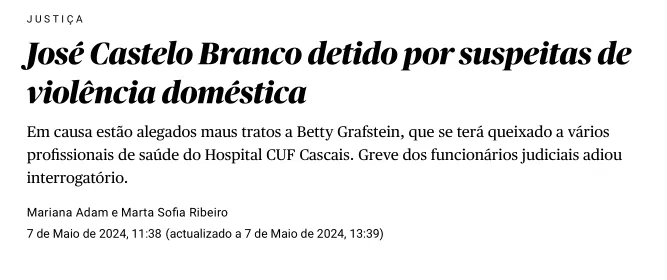 JUSTIÇA
José Castelo Branco detido por suspeitas de
violência doméstica
Em causa estão alegados maus tratos a Betty Grafstein, que se terá queixado a vários
profissionais de saúde do Hospital CUF Cascais. Greve dos funcionários judiciais adiou
interrogatório.
Mariana Adam e Marta Sofia Ribeiro
7 de Maio de 2024, 11:38 (actualizado a 7 de Maio de 2024, 13:39)